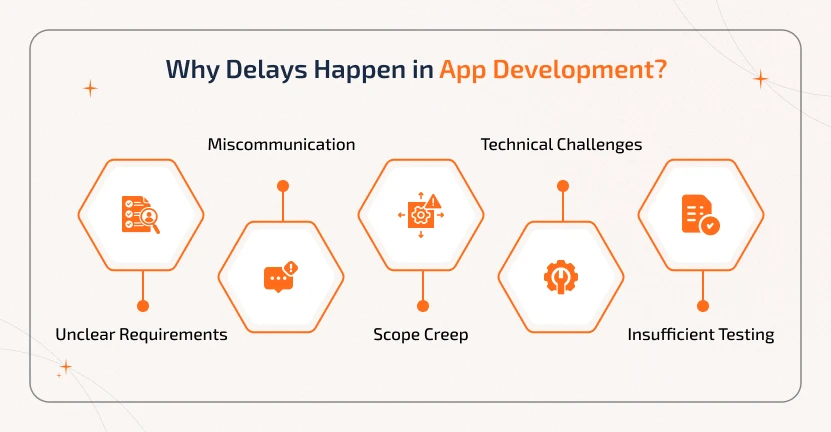 Why Delays Happen in App Development?
Miscommunication
Technical Challenges
Unclear Requirements
Scope Creep
Insufficient Testing